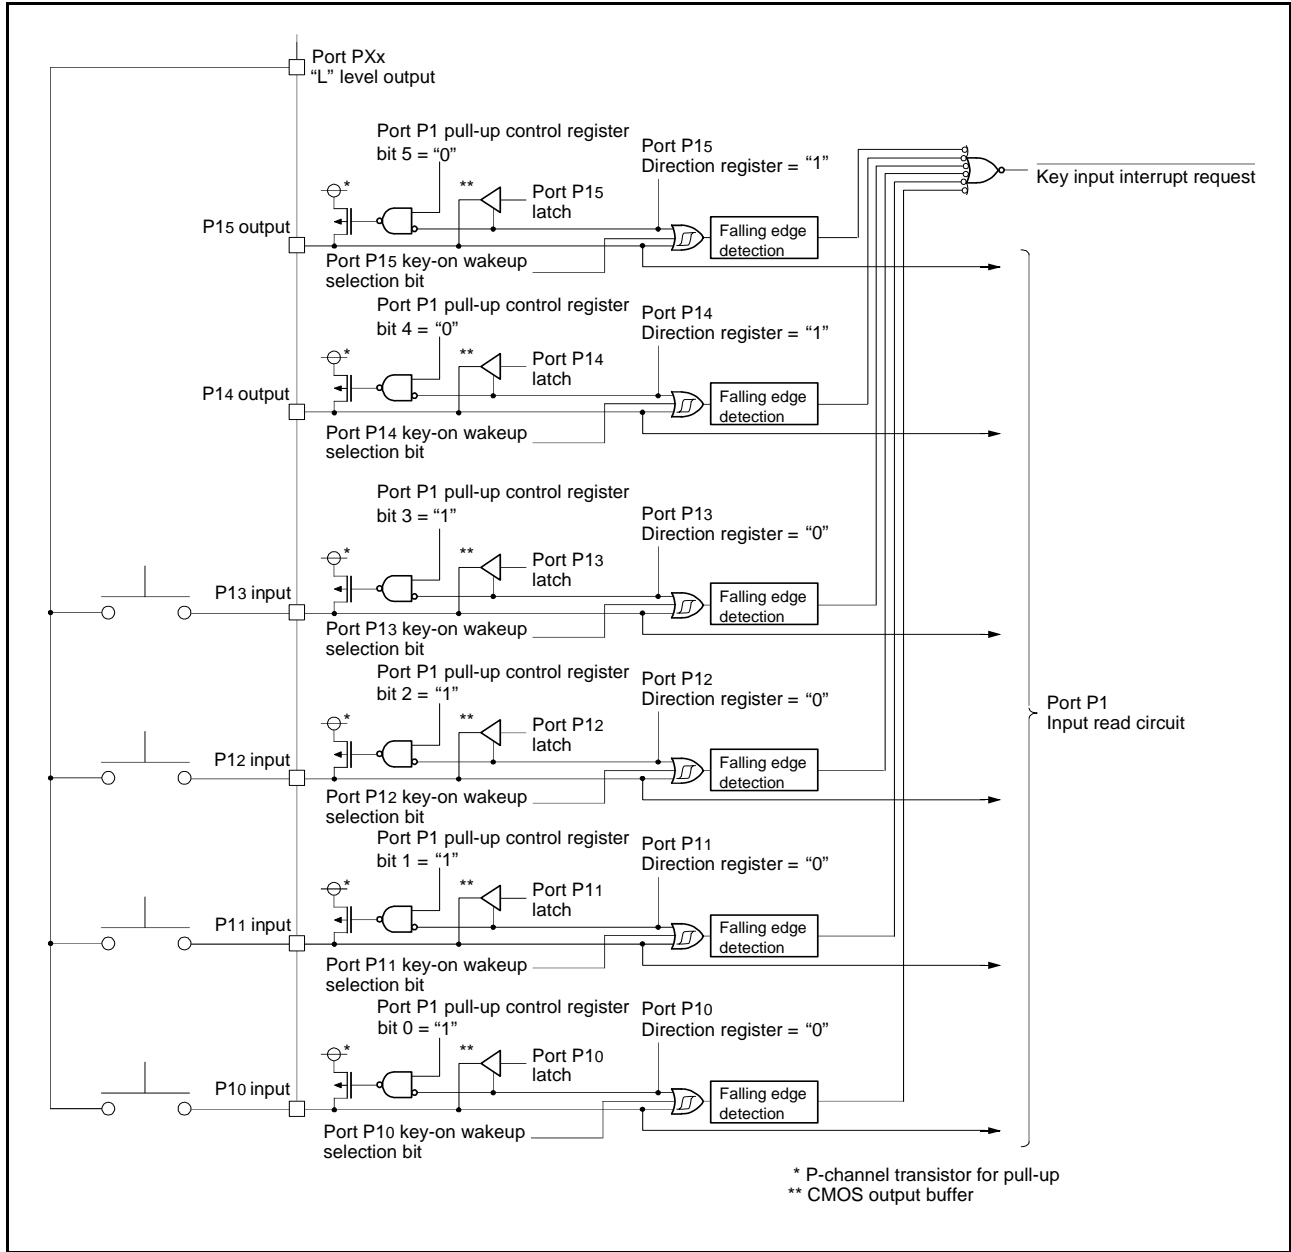 Port PXx
“L” level output
Port P1 pull-up control register
bit 5 = “0”
Port P15
Direction register = “1”
*
**
Port P15
latch
Key input interrupt request
P15 output
Falling edge
detection
Port P15 key-on wakeup
selection bit
Port P1 pull-up control register
bit 4 = “0”
Port P14
Direction register = “1”
*
**
Port P14
latch
P14 output
Falling edge
detection
Port P14 key-on wakeup
selection bit
Port P1 pull-up control register
bit 3 = “1”
Port P13
Direction register = “0”
*
**
Port P13
latch
P13 input
Falling edge
detection
Port P13 key-on wakeup
selection bit
Port P1 pull-up control register
bit 2 = “1”
Port P12
Direction register = “0”
*
**
Port P12
latch
Port P1
Input read circuit
P12 input
Falling edge
detection
Port P12 key-on wakeup
selection bit
Port P1 pull-up control register
bit 1 = “1”
Port P11
Direction register = “0”
*
**
Port P11
latch
P11 input
Falling edge
detection
Port P11 key-on wakeup
selection bit
Port P1 pull-up control register
bit 0 = “1”
Port P10
Direction register = “0”
*
**
Port P10
latch
P10 input
Falling edge
detection
Port P10 key-on wakeup
selection bit
* P-channel transistor for pull-up
** CMOS output buffer